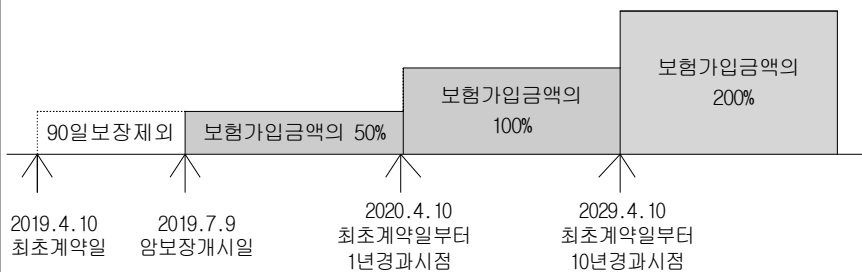 보험가입금액의
200%
보험가입금액의
100%
90일보장제외
보험가입금액의 50%
2019.4.10
최초계약일
2019.7.9
암보장개시일
2020.4.10
최초계약일부터
1년경과시점
2029.4.10
최초계약일부터
10년경과시점